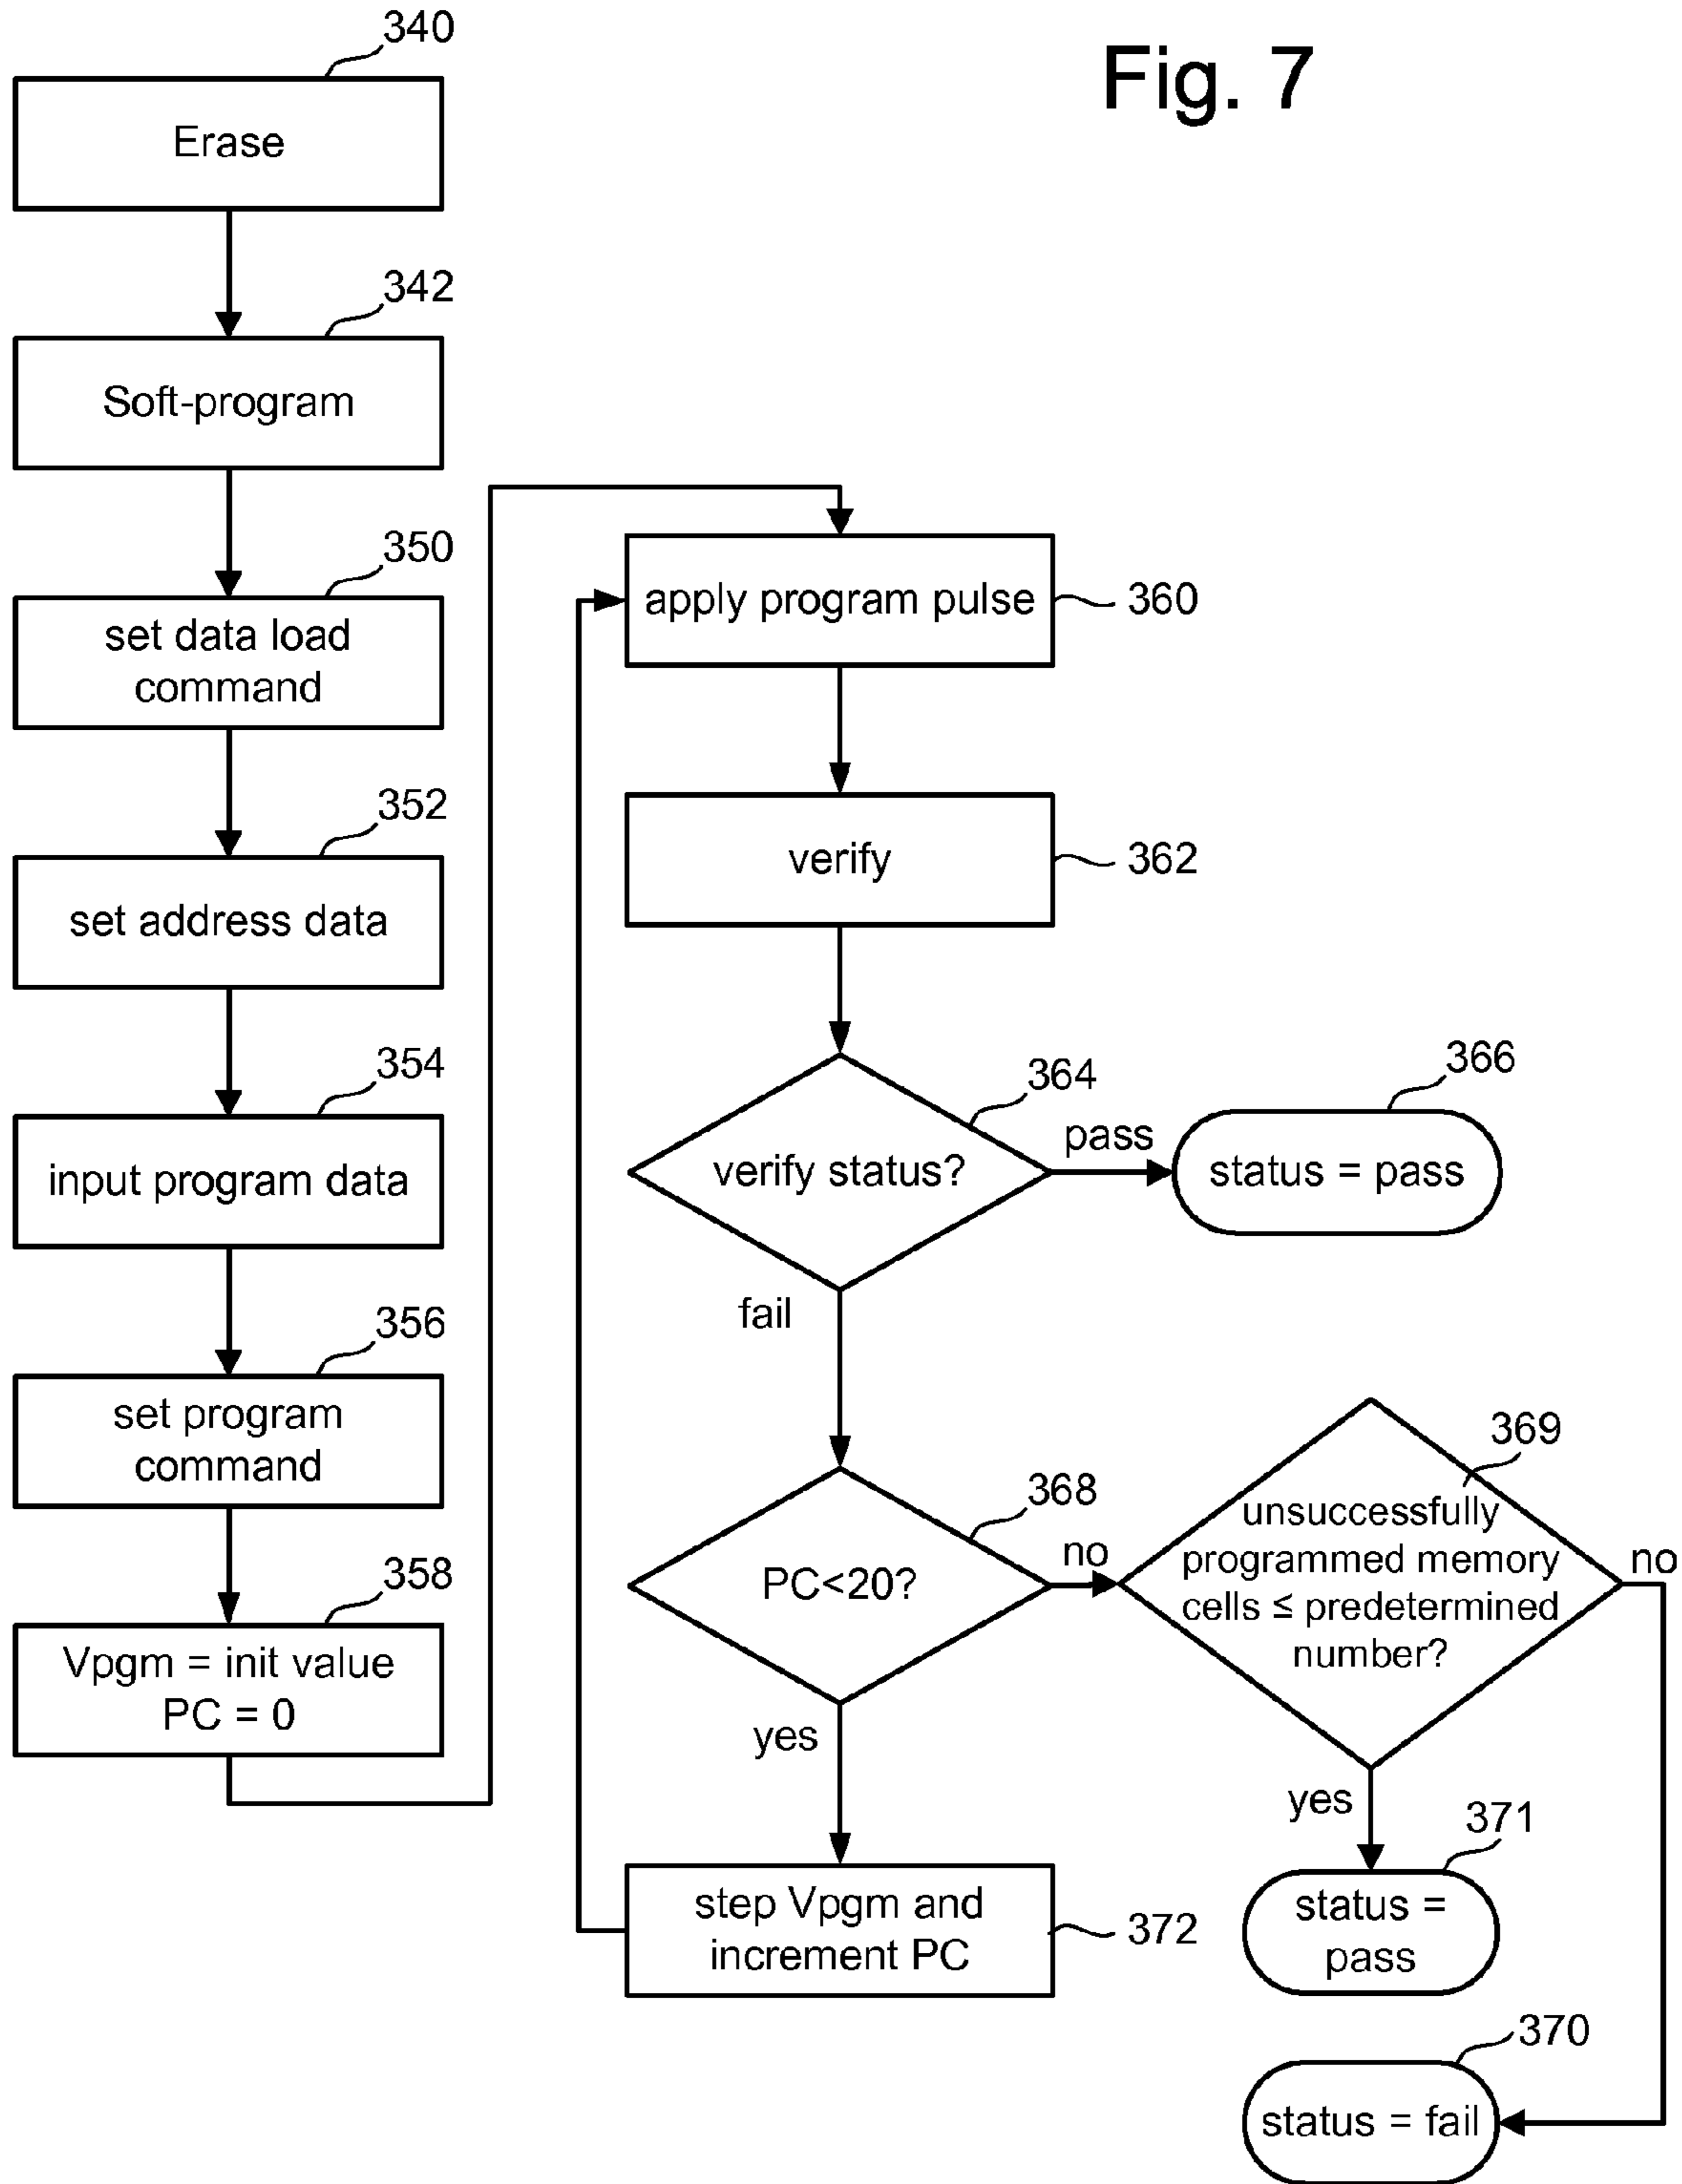 Fig. 7
340
Erase
342
Soft-program
350
set data load
command
352
set address data
354
input program data
356
set program
command
358
Vpgm = init value
PC = 0
apply program pulse
360
verify
362
364
verify status?
pass
366
status = pass
fail
368
PC<20?
no
369
unsuccessfully
programmed memory
cells ≤ predetermined
number?
no
yes
yes
371
status =
pass
step Vpgm and
increment PC
372
370
status = fail